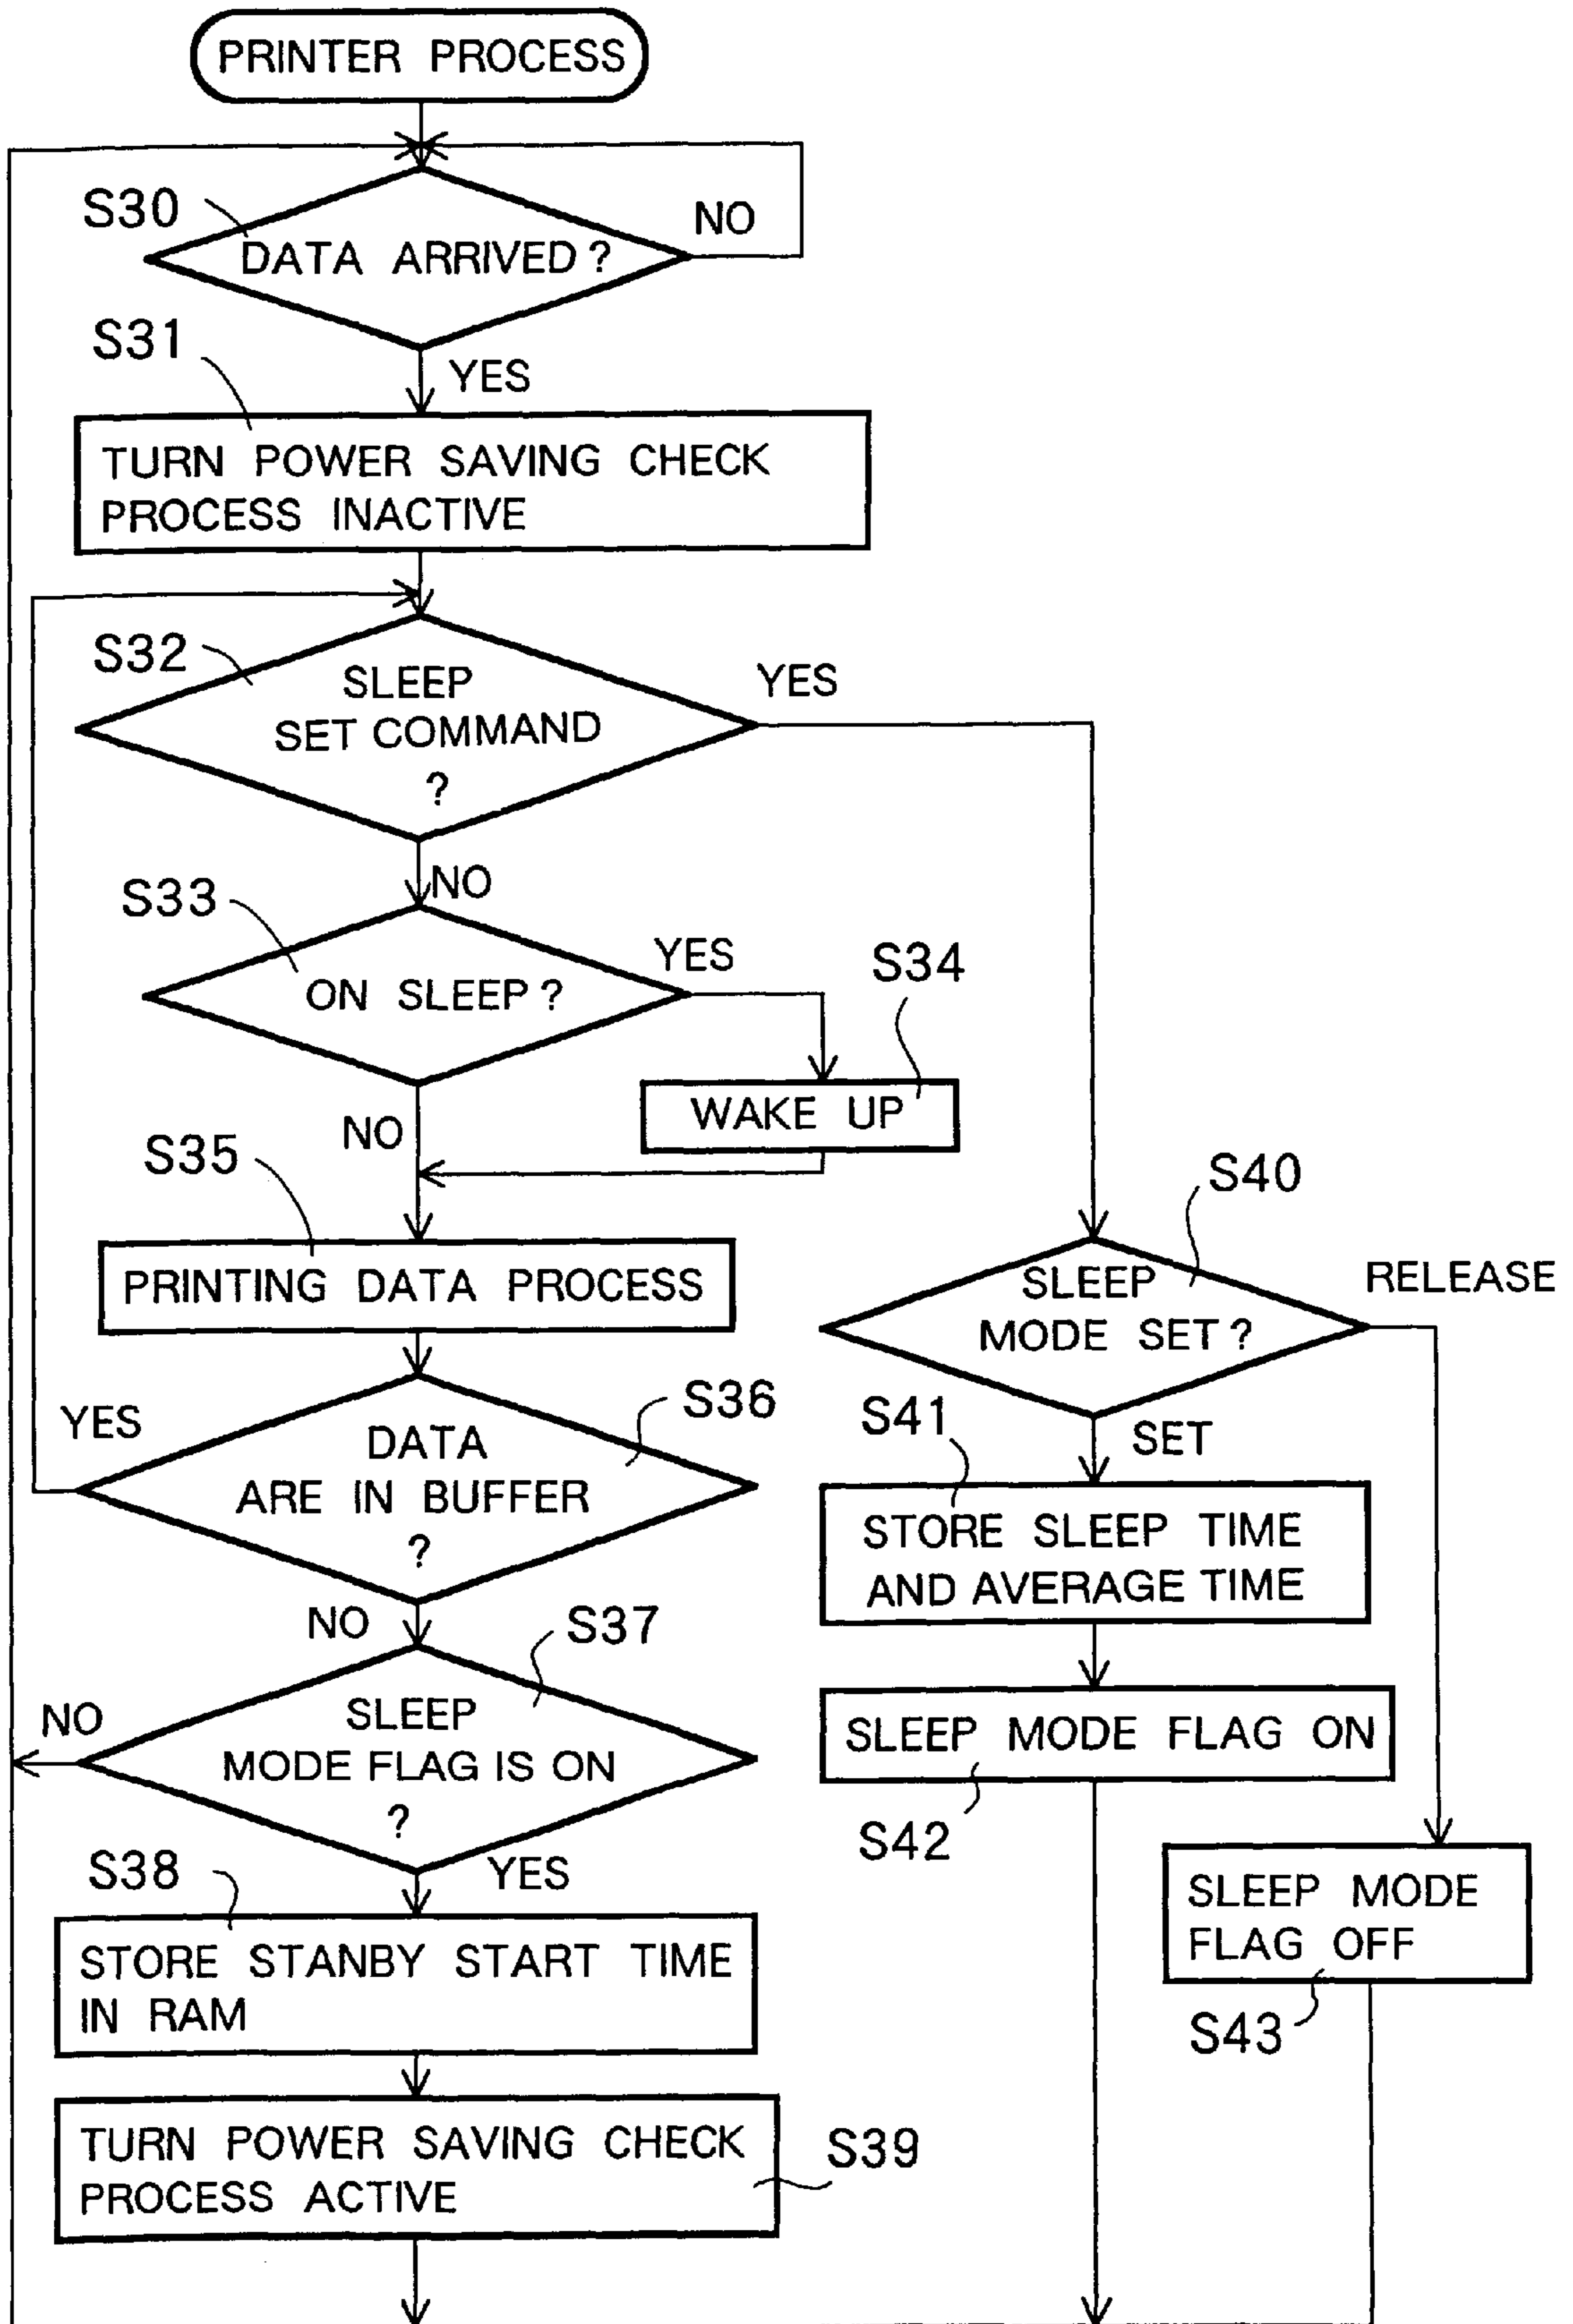 PRINTER PROCESS
S30
DATA ARRIVED ?
NO
S31
YES
TURN POWER SAVING CHECK
PROCESS INACTIVE
S32
SLEEP
SET COMMAND
?
YES
NO
S33
ON SLEEP ?
YES
S34
WAKE UP
NO
S35
PRINTING DATA PROCESS
S36
DATA
ARE IN BUFFER
?
YES
NO
S37
SLEEP
MODE FLAG IS ON
?
NO
YES
S38
STORE STANBY START TIME
IN RAM
TURN POWER SAVING CHECK
PROCESS ACTIVE
S39
S40
SLEEP
MODE SET ?
RELEASE
S41
SET
STORE SLEEP TIME
AND AVERAGE TIME
SLEEP MODE FLAG ON
S42
SLEEP MODE
FLAG OFF
S43